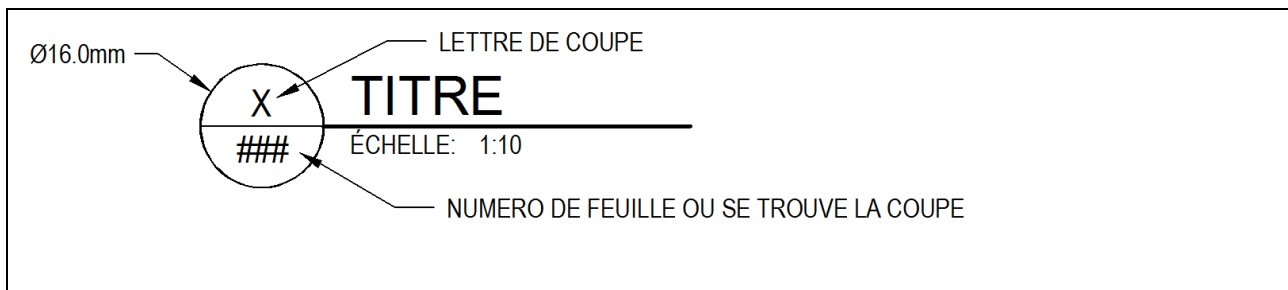 Ø16.0mm
LETTRE DE COUPE
X
TITRE
###
ÉCHELLE: 1:10
NUMERO DE FEUILLE OU SE TROUVE LA COUPE